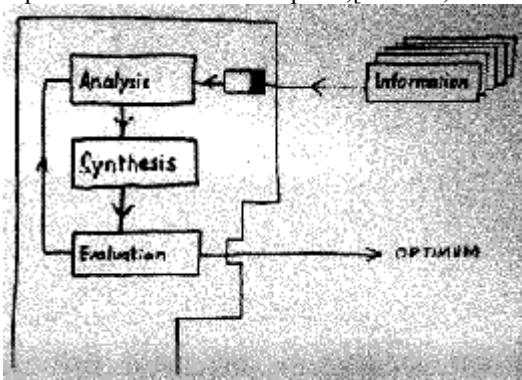 Analysis
Information
Synthesis
Evaluation
OPTIMUM